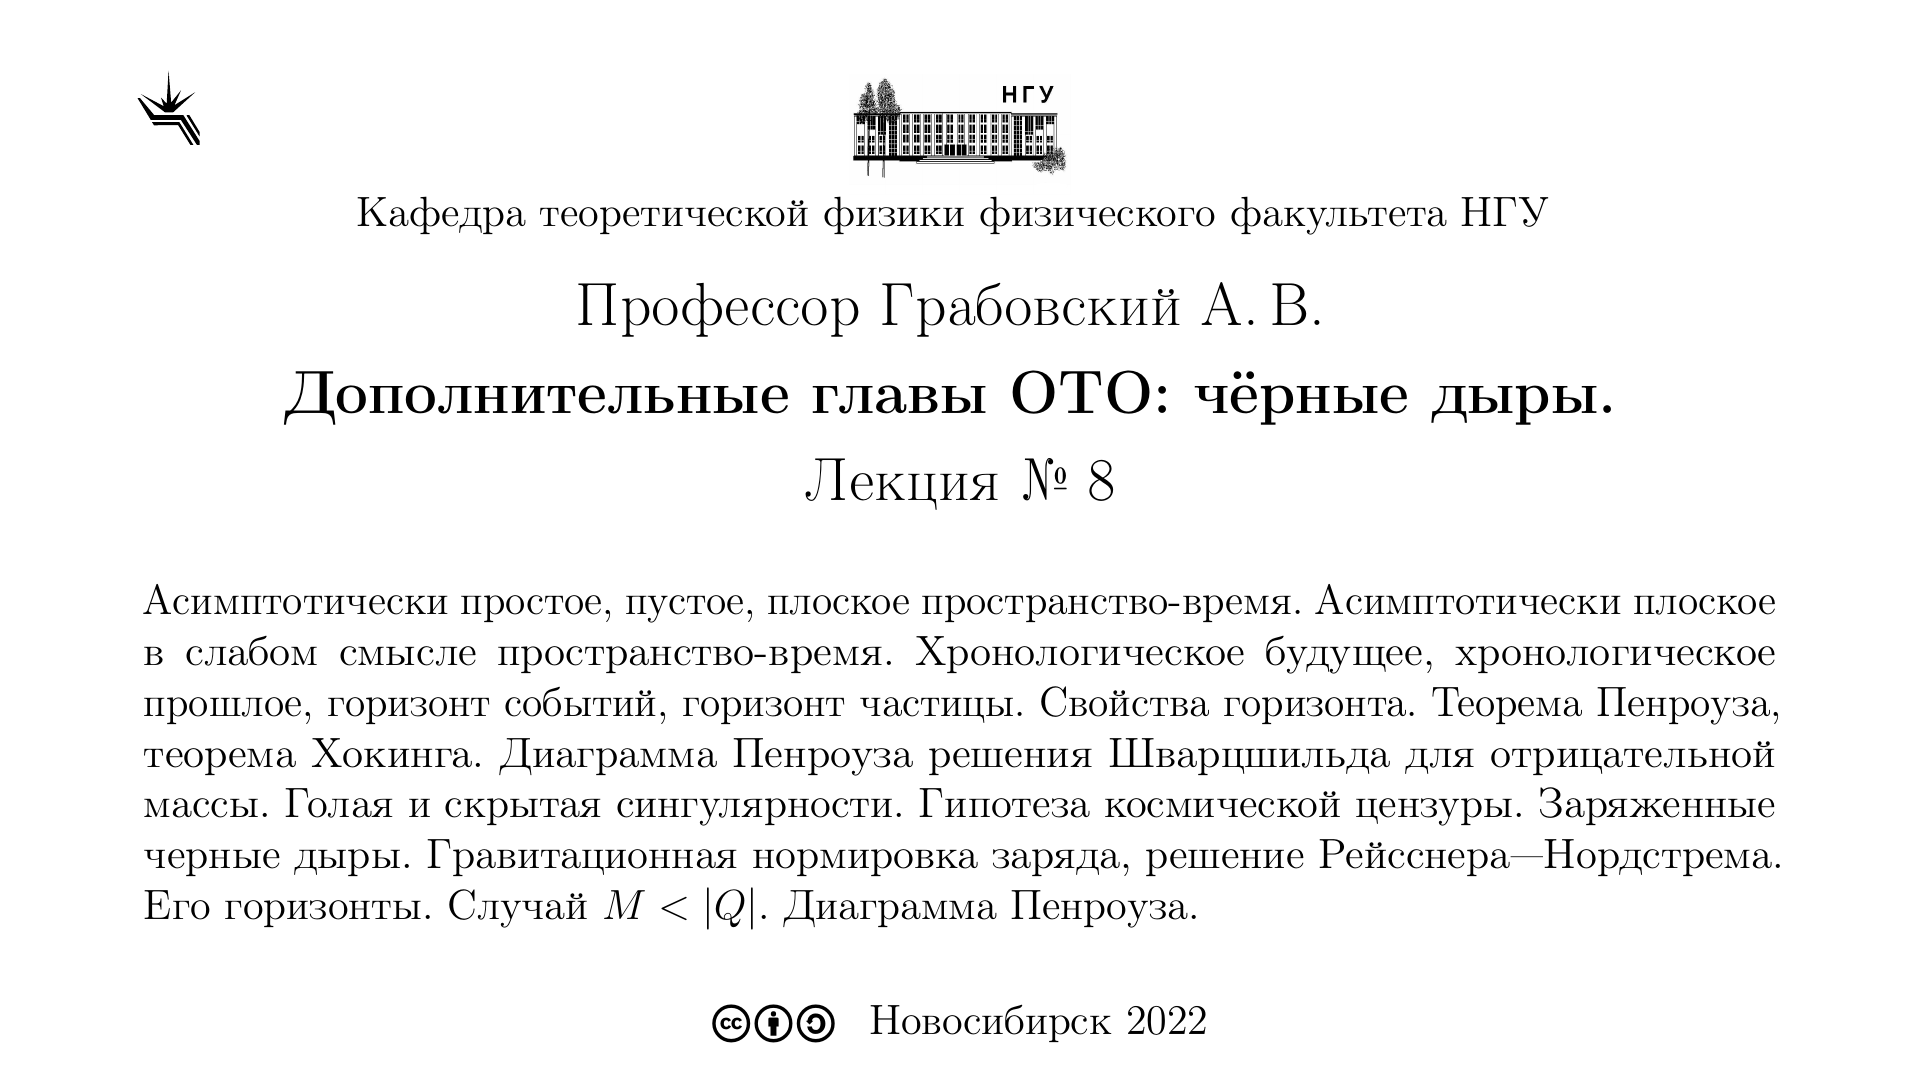 НГУ
Кафедра теоретической физики физического факультета НГУ
Профессор Грабовский А. В.
Дополнительные главы ОТО: чёрные дыры.
Лекция № 8
Асимптотически простое, пустое, плоское пространство-время. Асимптотически плоское
в слабом смысле пространство-время. Хронологическое будущее, хронологическое
прошлое, горизонт событий, горизонт частицы. Свойства горизонта. Теорема Пенроуза,
теорема Хокинга. Диаграмма Пенроуза решения Шварцшильда для отрицательной
массы. Голая и скрытая сингулярности. Гипотеза космической цензуры. Заряженные
черные дыры. Гравитационная нормировка заряда, решение Рейсснера—Нордстрема.
Его горизонты. Случай M < |Q|. Диаграмма Пенроуза.
cc Новосибирск 2022